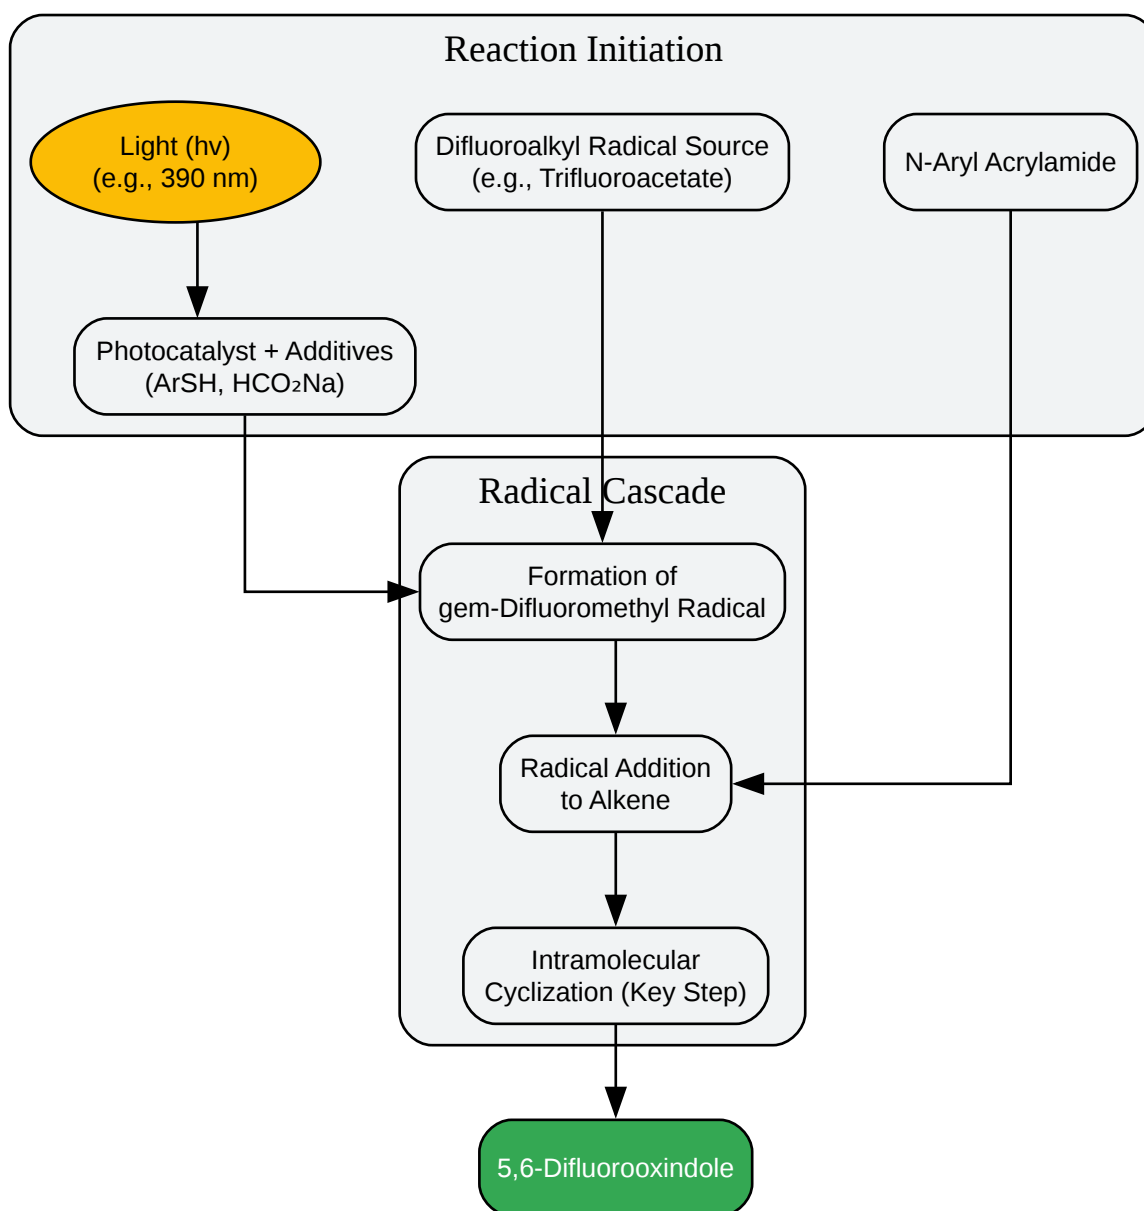 Reaction Initiation
Light (hv)
(e.g., 390 nm)
Difluoroalkyl Radical Source
(e.g., Trifluoroacetate)
N-Aryl Acrylamide
Photocatalyst + Additives
(ArSH, HCO₂Na)
Radical Cascade
Formation of
gem-Difluoromethyl Radical
Radical Addition
to Alkene
Intramolecular
Cyclization (Key Step)
5,6-Difluorooxindole